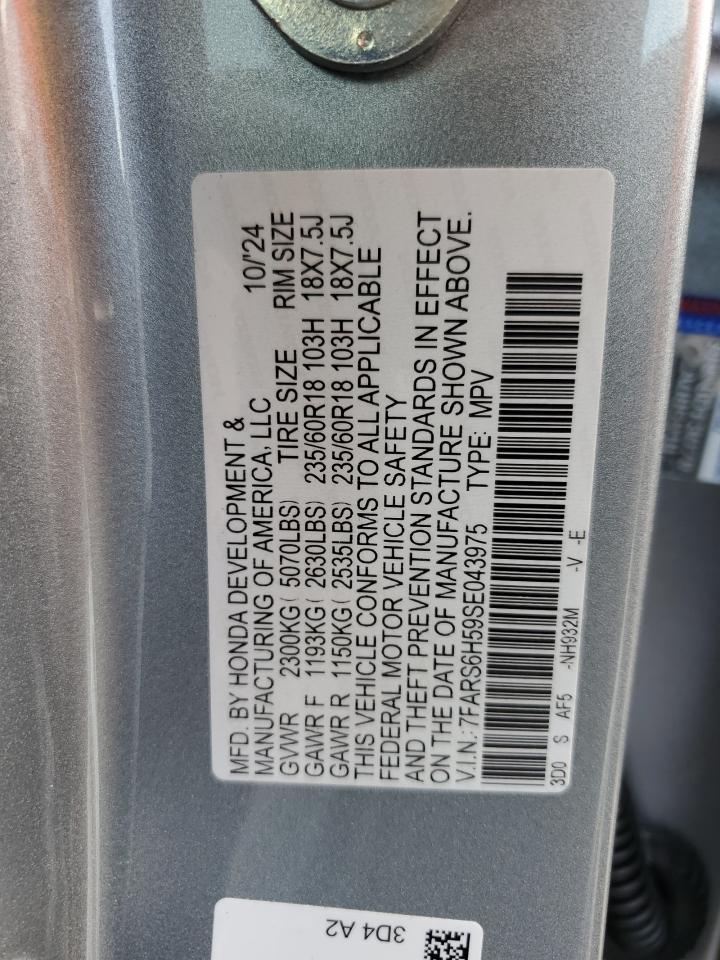 MFD. BY HONDA DEVELOPMENT &
MANUFACTURING OF AMERICA, LLC 10/'24
GVWR 2300KG( 5070LBS) TIRE SIZE RIM SIZE
GAWR F 1193KG( 2630LBS) 235/60R18 103H 18X7.5J
GAWR R 1150KG( 2535LBS) 235/60R18 103H 18X7.5J
THIS VEHICLE CONFORMS TO ALL APPLICABLE
FEDERAL MOTOR VEHICLE SAFETY
AND THEFT PREVENTION STANDARDS IN EFFECT
ON THE DATE OF MANUFACTURE SHOWN ABOVE.
V.I.N.: 7FARS6H59SE043975 TYPE: MPV
3D0 S AF5 -NH932M -V -E
3D4 A2